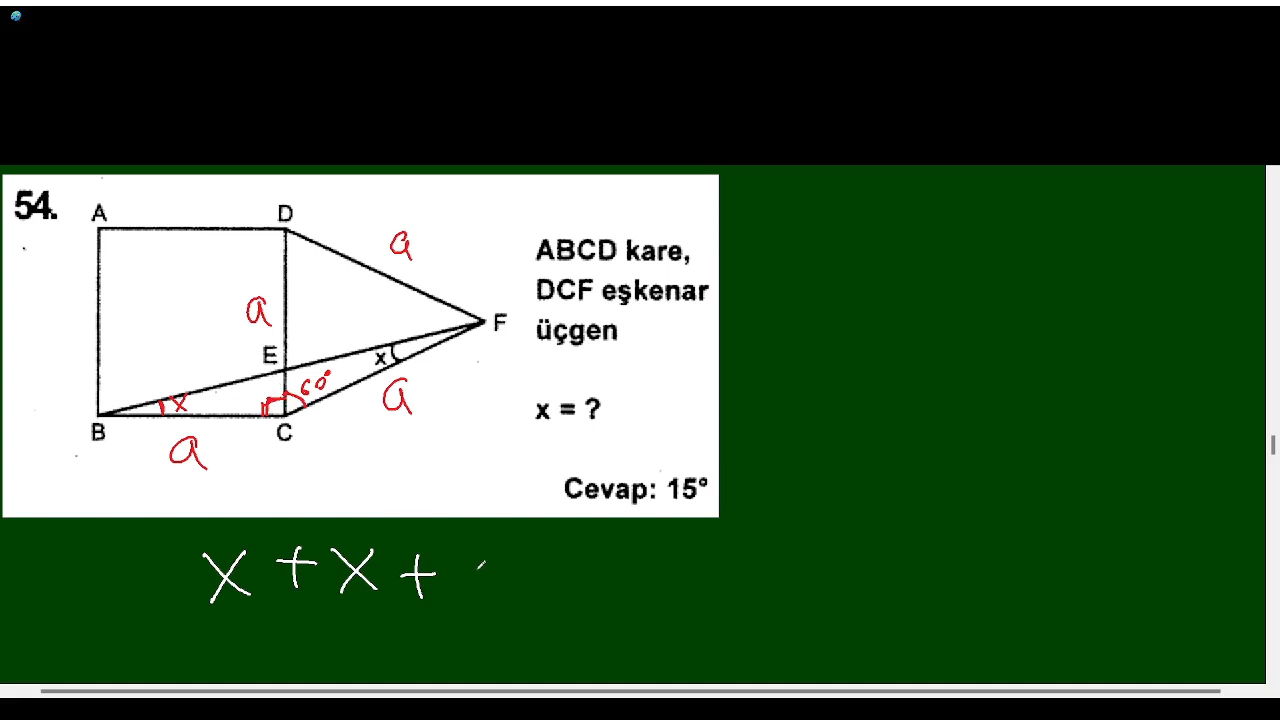 54.
A D
a
a
ABCD kare,
DCF eşkenar
üçgen
F
E
x
60°
a
x
B C
a
x = ?
Cevap: 15°
x + x +